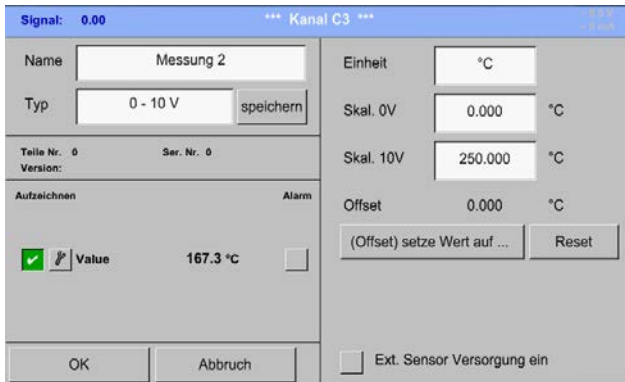 Signal: 0.00
*** Kanal C3 ***
Name Messung 2
Typ 0 - 10 V speichern
Teile Nr. 0 Ser. Nr. 0
Version:
Aufzeichnen Alarm
Value 167.3 °C
OK Abbruch
Einheit °C
Skal. 0V 0.000 °C
Skal. 10V 250.000 °C
Offset 0.000 °C
(Offset) setze Wert auf ... Reset
Ext. Sensor Versorgung ein